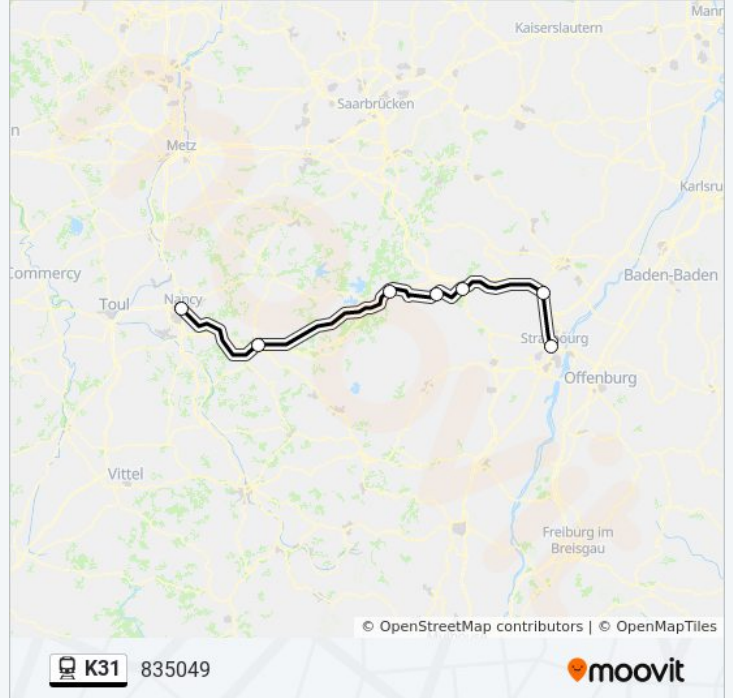 Mann
Kaiserslautern
Saarbrücken
n
Metz
Karlsru
Commercy
Nancy
Toul
Baden-Baden
Offenburg
Vittel
Freiburg im
Breisgau
© OpenStreetMap contributors | © OpenMapTiles
K31 835049
moovit